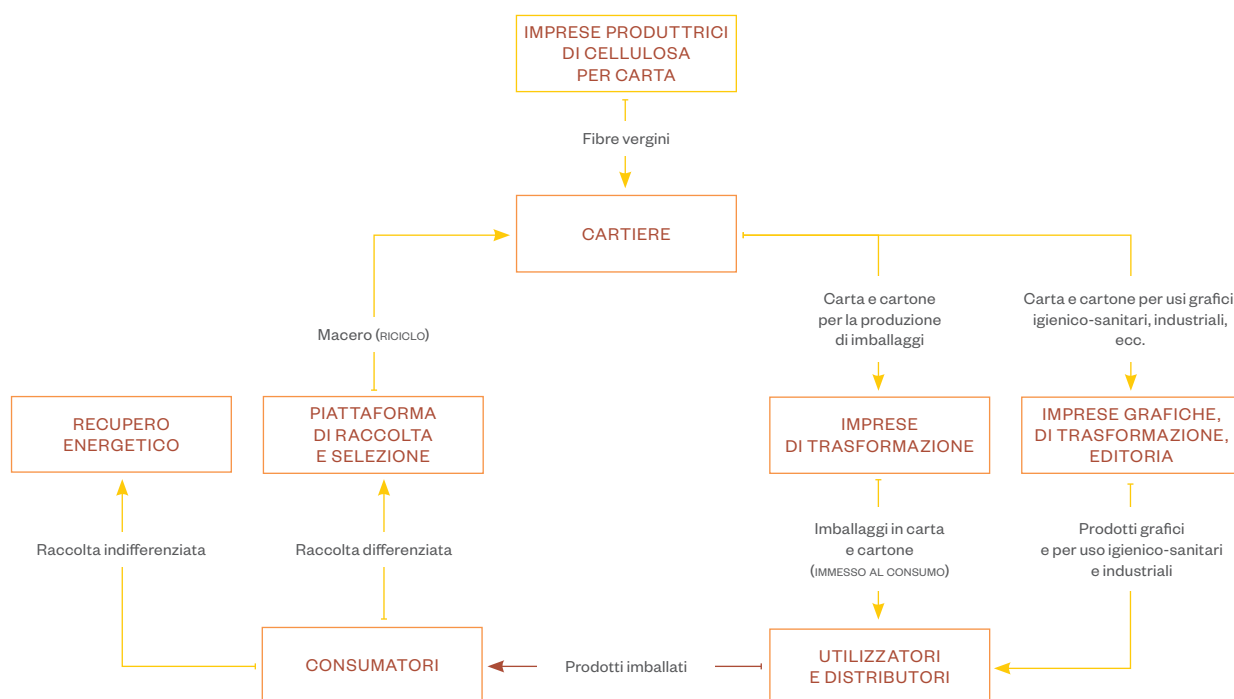 IMPRESE PRODUTTRICI
DI CELLULOSA
PER CARTA
Fibre vergini
CARTIERE
Macero (RICICLO)
Carta e cartone
per la produzione
di imballaggi
Carta e cartone per usi grafici
igienico-sanitari, industriali,
ecc.
RECUPERO
ENERGETICO
PIATTAFORMA
DI RACCOLTA
E SELEZIONE
IMPRESE
DI TRASFORMAZIONE
IMPRESE GRAFICHE,
DI TRASFORMAZIONE,
EDITORIA
Raccolta indifferenziata
Raccolta differenziata
Imballaggi in carta
e cartone
(IMMESSO AL CONSUMO)
Prodotti grafici
e per uso igienico-sanitari
e industriali
CONSUMATORI
Prodotti imballati
UTILIZZATORI
E DISTRIBUTORI